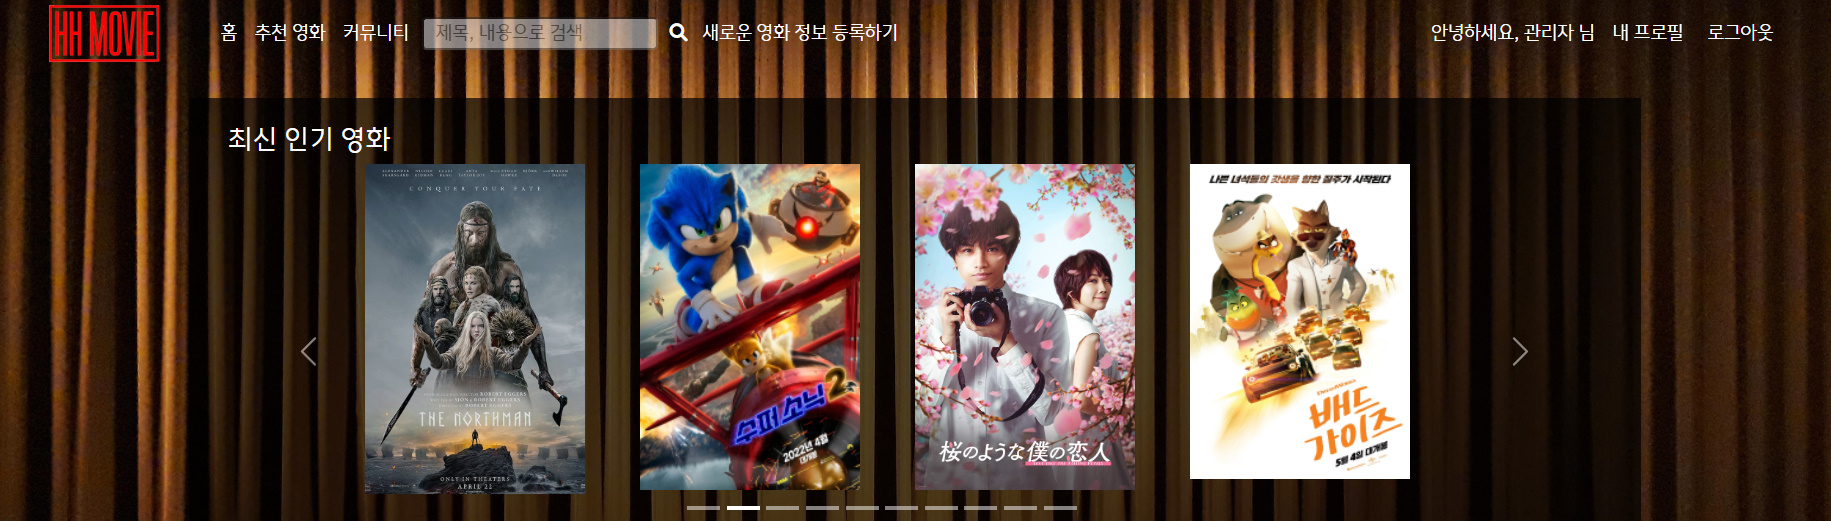 HH MOVIE
홈 추천 영화 커뮤니티 제목, 내용으로 검색 새로운 영화 정보 등록하기 안녕하세요, 관리자 님 내 프로필 로그아웃
최신 인기 영화
CONQUER YOUR FATE
THE NORTHMAN
ONLY IN THEATERS
APRIL 22
수퍼 소닉 2
2022년 4월
대개봉
桜のような僕の恋人
나쁜 녀석들의 갓생을 향한 질주가 시작된다
배드
가이즈
5월 4일 대개봉